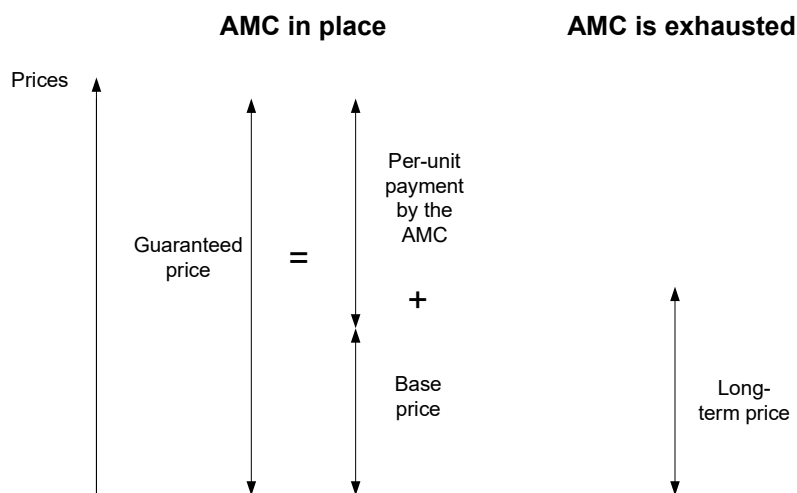 AMC in place
AMC is exhausted
Prices
Per-unit
payment
by the
AMC
Guaranteed
price
=
+
Base
price
Long-
term price